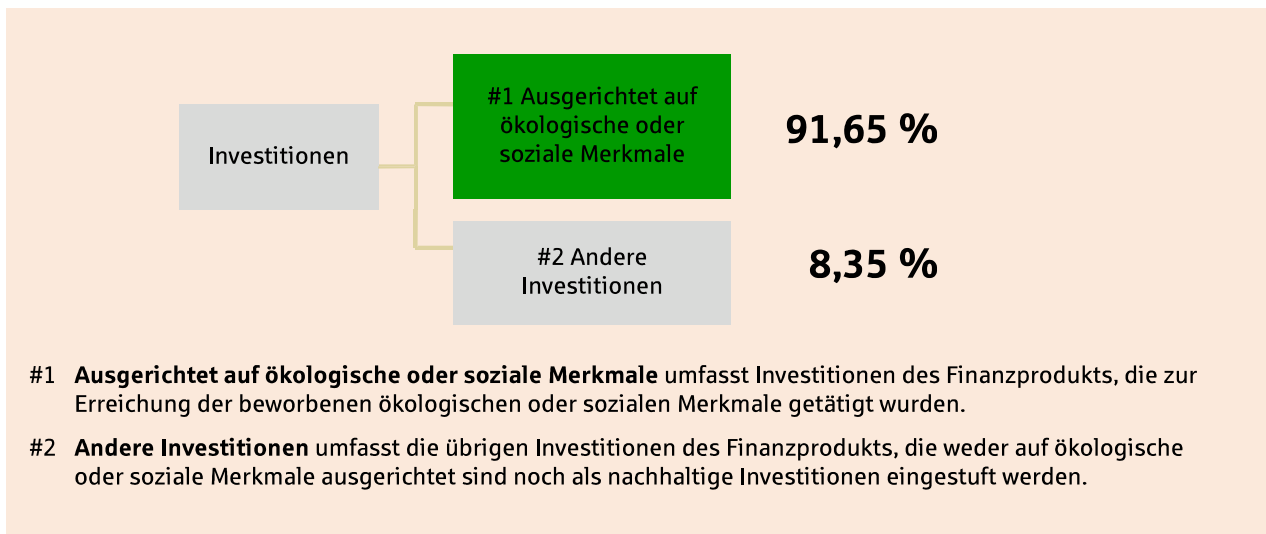 #1 Ausgerichtet auf
ökologische oder
soziale Merkmale
91,65 %
Investitionen
#2 Andere
Investitionen
8,35 %
#1 Ausgerichtet auf ökologische oder soziale Merkmale umfasst Investitionen des Finanzprodukts, die zur
Erreichung der beworbenen ökologischen oder sozialen Merkmale getätigt wurden.
#2 Andere Investitionen umfasst die übrigen Investitionen des Finanzprodukts, die weder auf ökologische
oder soziale Merkmale ausgerichtet sind noch als nachhaltige Investitionen eingestuft werden.